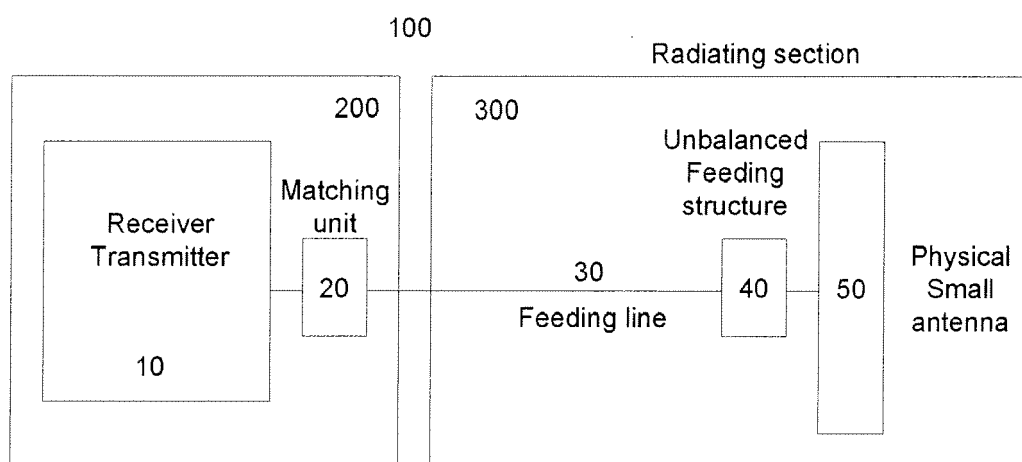 100
Radiating section
200
300
Unbalanced
Feeding
structure
Matching
unit
Receiver
Transmitter
20
30
Feeding line
40
50
Physical
Small
antenna
10